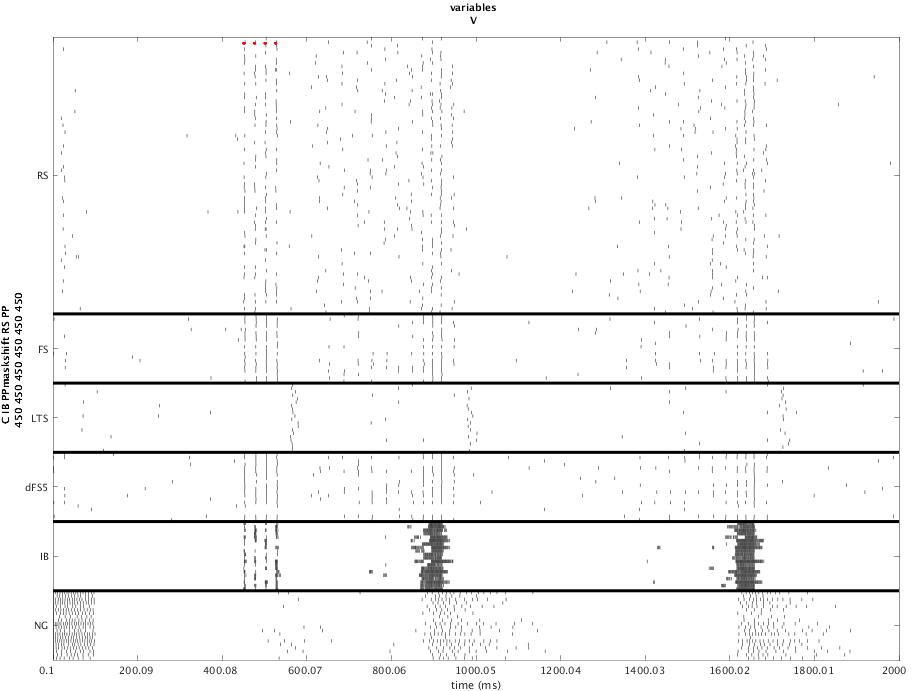 variables
V
C IB PPmaskshift RS PP
450 450 450 450 450 450
RS
FS
LTS
dFS5
IB
NG
0.1 200.09 400.08 600.07 800.06 1000.05 1200.04 1400.03 1600.02 1800.01 2000
time (ms)